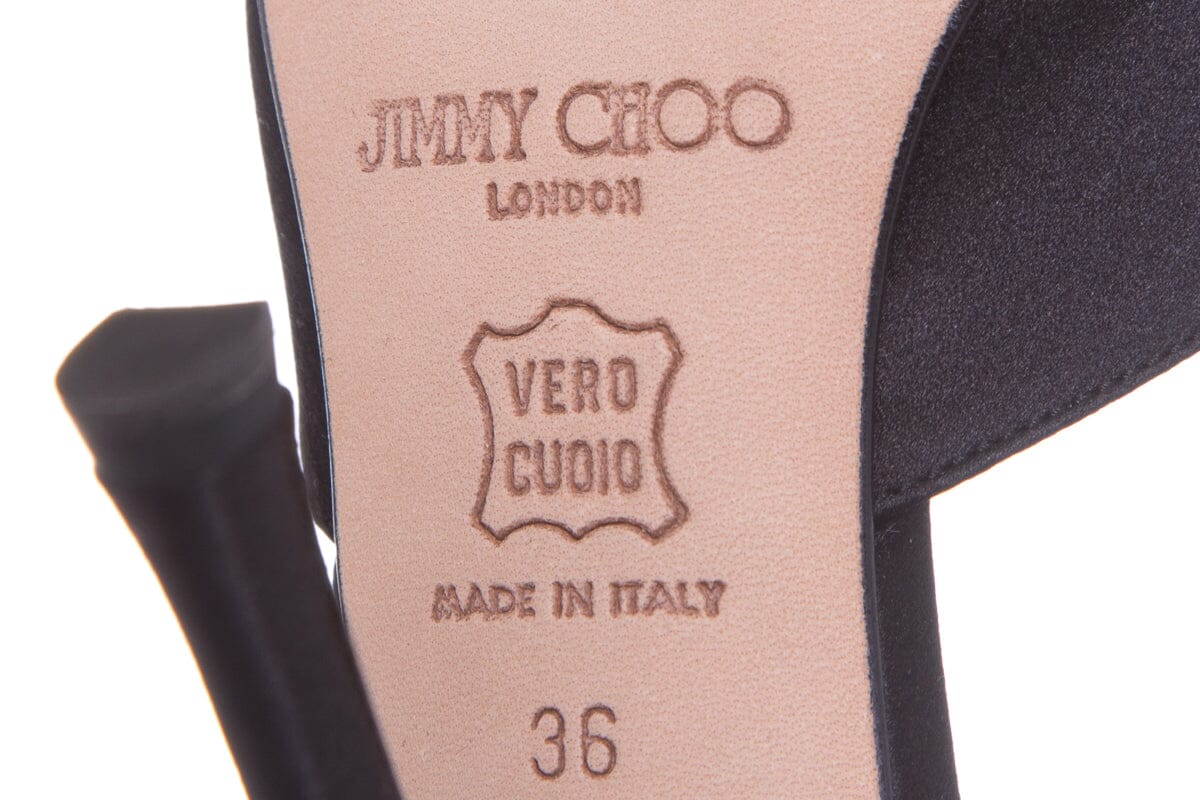 JIMMY CHOO
LONDON
VERO
CUOIO
MADE IN ITALY
36